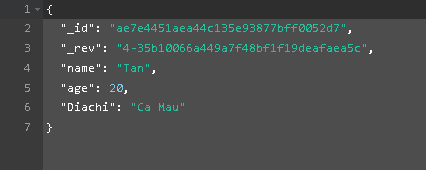 1 {
2 "_id": "ae7e4451aea44c135e93877bff0052d7",
3 "_rev": "4-35b10066a449a7f48bf1f19deafaea5c",
4 "name": "Tan",
5 "age": 20,
6 "Diachi": "Ca Mau"
7 }